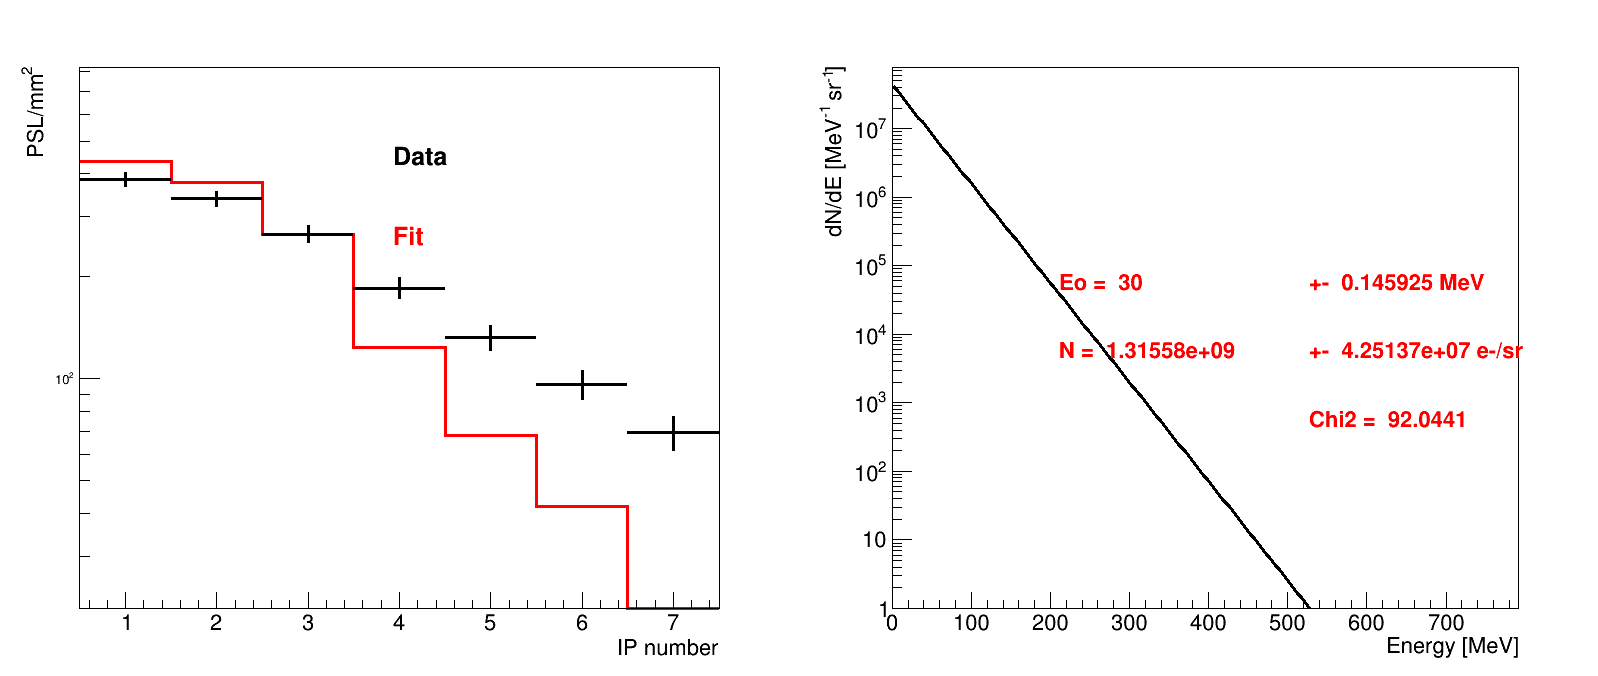 PSL/mm²
Data
Fit
10²
1 2 3 4 5 6 7
IP number
dN/dE [MeV⁻¹ sr⁻¹]
10⁷
10⁶
10⁵
10⁴
10³
10²
10
1
Eo = 30 +- 0.145925 MeV
N = 1.31558e+09 +- 4.25137e+07 e-/sr
Chi2 = 92.0441
0 100 200 300 400 500 600 700
Energy [MeV]